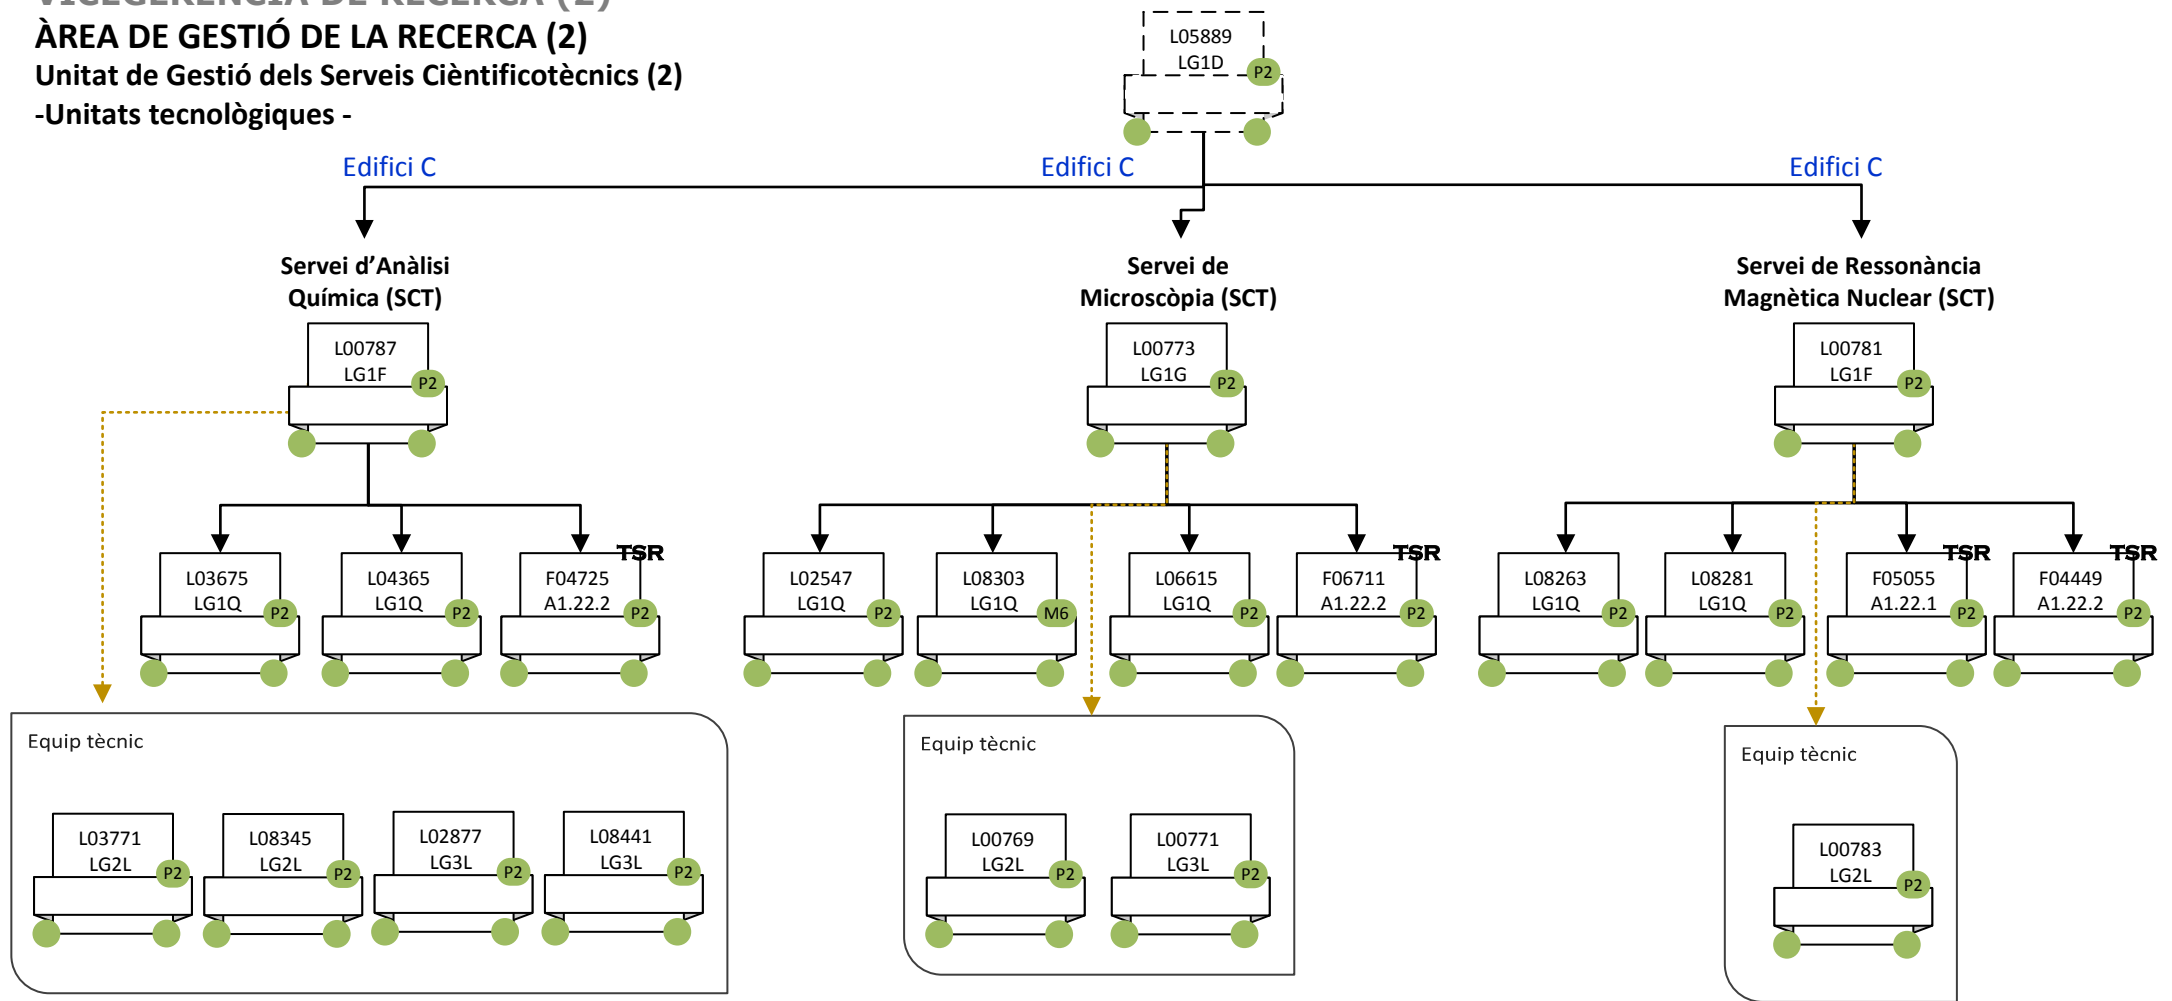 VICEGERÈNCIA DE RECERCA (2)
ÀREA DE GESTIÓ DE LA RECERCA (2)
Unitat de Gestió dels Serveis Cièntificotècnics (2)
-Unitats tecnològiques -
L05889
LG1D
P2
Edifici C
Edifici C
Edifici C
Servei d’Anàlisi
Química (SCT)
L00787
LG1F
P2
Servei de
Microscòpia (SCT)
L00773
LG1G
P2
Servei de Ressonància
Magnètica Nuclear (SCT)
L00781
LG1F
P2
L03675
LG1Q
P2
L04365
LG1Q
P2
TSR
F04725
A1.22.2
P2
L02547
LG1Q
P2
L08303
LG1Q
M6
L06615
LG1Q
P2
TSR
F06711
A1.22.2
P2
L08263
LG1Q
P2
L08281
LG1Q
P2
TSR
F05055
A1.22.1
P2
TSR
F04449
A1.22.2
P2
Equip tècnic
L03771
LG2L
P2
L08345
LG2L
P2
L02877
LG3L
P2
L08441
LG3L
P2
Equip tècnic
L00769
LG2L
P2
L00771
LG3L
P2
Equip tècnic
L00783
LG2L
P2